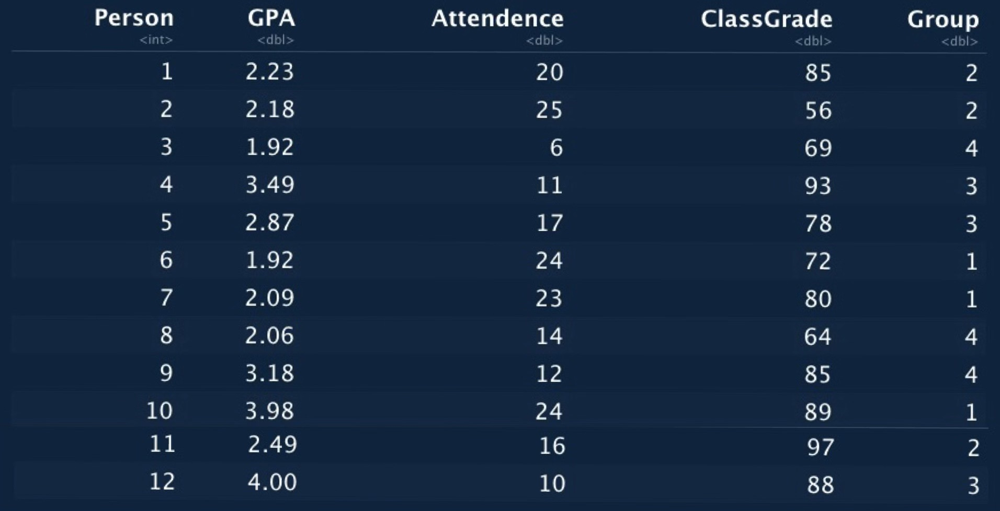 Person GPA Attendence ClassGrade Group
<int> <dbl> <dbl> <dbl> <dbl>
1 2.23 20 85 2
2 2.18 25 56 2
3 1.92 6 69 4
4 3.49 11 93 3
5 2.87 17 78 3
6 1.92 24 72 1
7 2.09 23 80 1
8 2.06 14 64 4
9 3.18 12 85 4
10 3.98 24 89 1
11 2.49 16 97 2
12 4.00 10 88 3